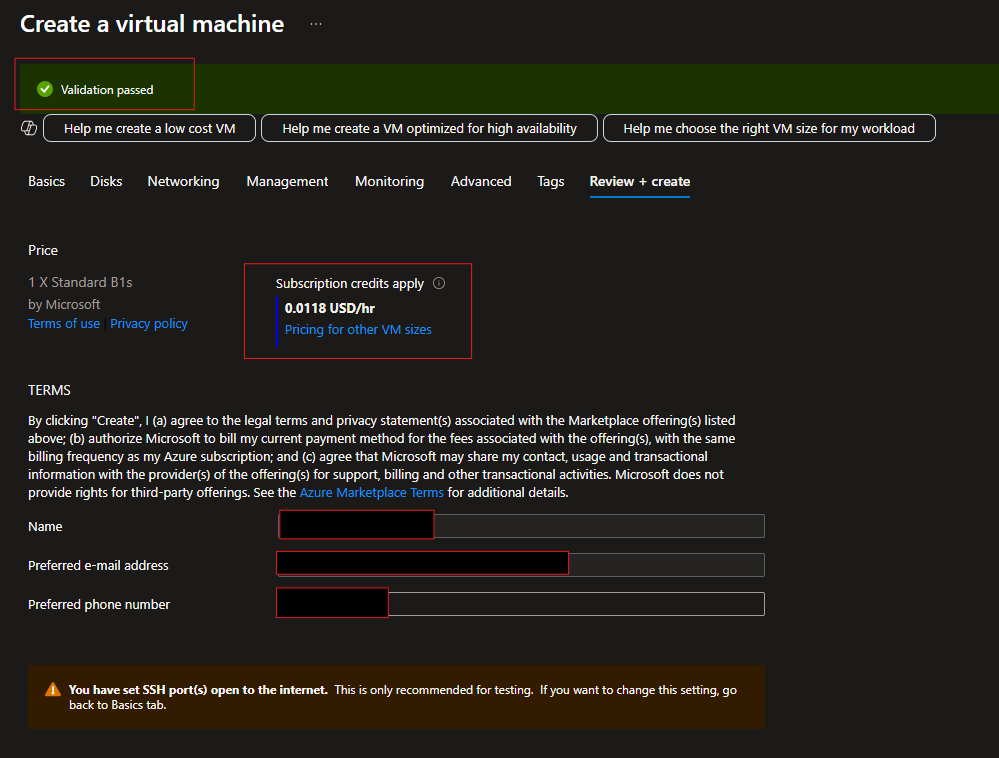 Create a virtual machine ...
Validation passed
Help me create a low cost VM Help me create a VM optimized for high availability Help me choose the right VM size for my workload
Basics Disks Networking Management Monitoring Advanced Tags Review + create
Price
1 X Standard B1s
by Microsoft
Terms of use | Privacy policy
Subscription credits apply
0.0118 USD/hr
Pricing for other VM sizes
TERMS
By clicking "Create", I (a) agree to the legal terms and privacy statement(s) associated with the Marketplace offering(s) listed
above; (b) authorize Microsoft to bill my current payment method for the fees associated with the offering(s), with the same
billing frequency as my Azure subscription; and (c) agree that Microsoft may share my contact, usage and transactional
information with the provider(s) of the offering(s) for support, billing and other transactional activities. Microsoft does not
provide rights for third-party offerings. See the Azure Marketplace Terms for additional details.
Name
Preferred e-mail address
Preferred phone number
You have set SSH port(s) open to the internet. This is only recommended for testing. If you want to change this setting, go
back to Basics tab.